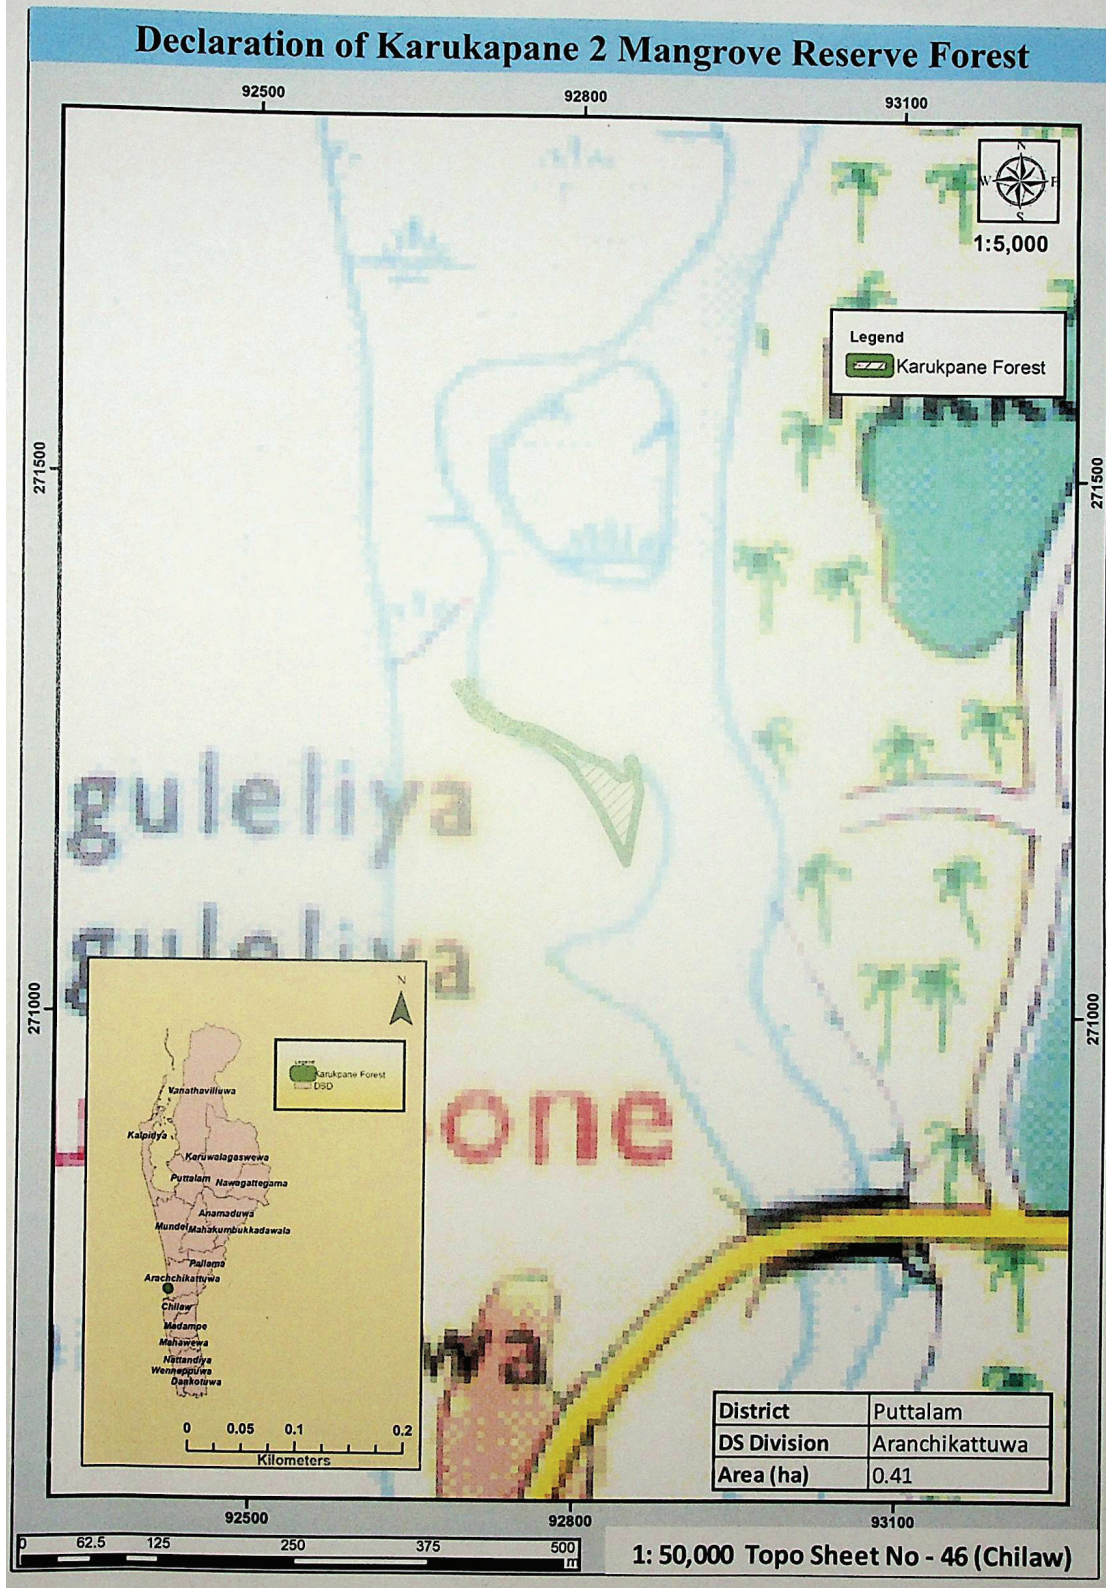 Declaration of Karukapane 2 Mangrove Reserve Forest
92500
92800
93100
N
W
S
1:5,000
Legend
Karukpane Forest
271500
271500
guleliya
guleliya
271000
271000
one
N
Legend
Karukpane Forest
DSD
Vanathavilluwa
Kalpitiya
Karuwalagaswewa
Puttalam
Nawagattegama
Anamaduwa
Mundel
Mahakumbukkadawala
Pallama
Arachchikattuwa
Chilaw
Madampe
Mahawewa
Nattandiya
Wennappuwa
Dankotuwa
0 0.05 0.1 0.2
Kilometers
wa
District Puttalam
DS Division Aranchikattuwa
Area (ha) 0.41
92500
92800
93100
0 62.5 125 250 375 500
m
1: 50,000 Topo Sheet No - 46 (Chilaw)